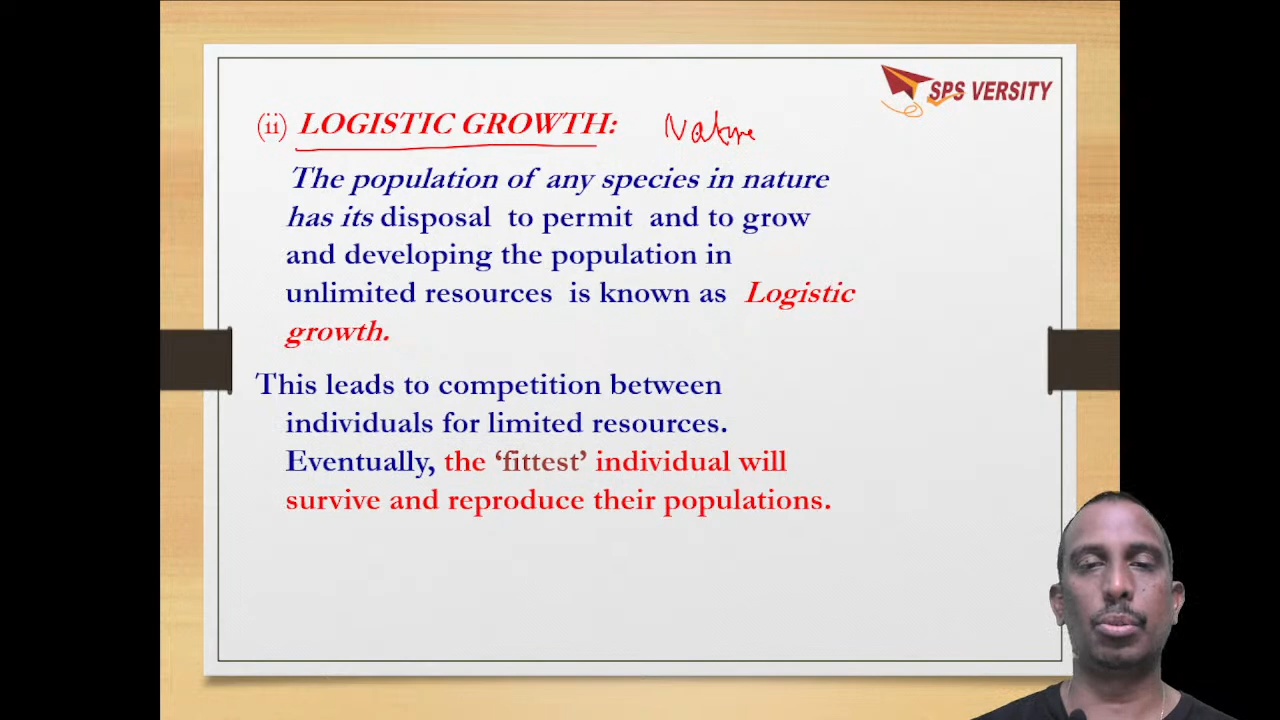 SPS VERSITY
(ii) LOGISTIC GROWTH: Nature
The population of any species in nature
has its disposal to permit and to grow
and developing the population in
unlimited resources is known as Logistic
growth.
This leads to competition between
individuals for limited resources.
Eventually, the ‘fittest’ individual will
survive and reproduce their populations.